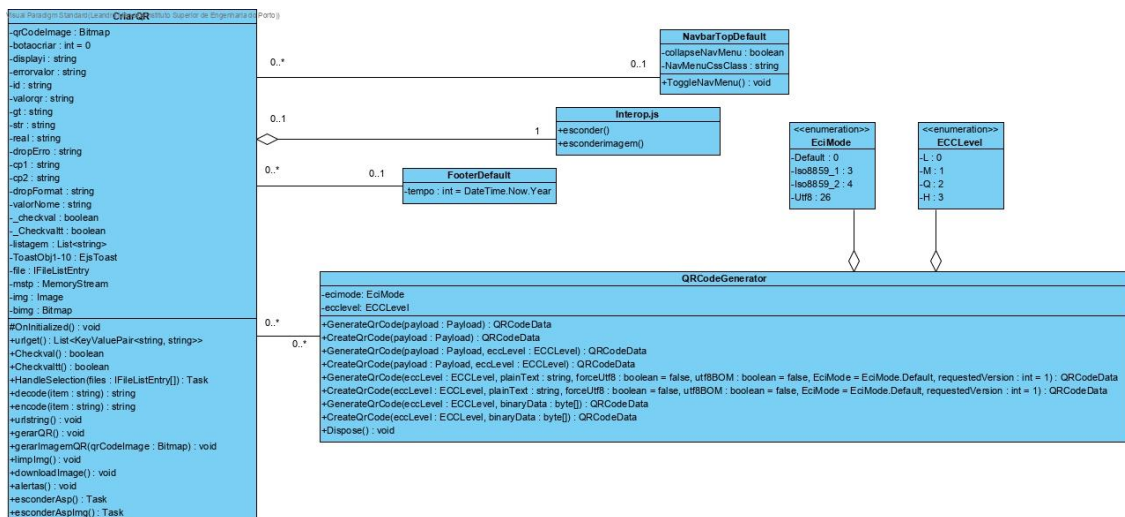 Visual Paradigm Standard(Leandro
Instituto Superior de Engenharia do Porto))
CriarQR
-qrCodeImage : Bitmap
-botaocriar : int = 0
-displayi : string
-errorvalor : string
-id : string
-valorqr : string
-gt : string
-str : string
-real : string
-dropErro : string
-cp1 : string
-cp2 : string
-dropFormat : string
-valorNome : string
-_checkval : boolean
-_Checkvaltt : boolean
-listagem : List<string>
-ToastObj1-10 : EjsToast
-file : IFileListEntry
-mstp : MemoryStream
-img : Image
-bimg : Bitmap
#OnInitialized() : void
+urlget() : List<KeyValuePair<string, string>>
+Checkval() : boolean
+Checkvaltt() : boolean
+HandleSelection(files : IFileListEntry[]) : Task
+decode(item : string) : string
+encode(item : string) : string
+urlstring() : void
+gerarQR() : void
+gerarImagemQR(qrCodeImage : Bitmap) : void
+limpImg() : void
+downloadImage() : void
+alertas() : void
+esconderAsp() : Task
+esconderAspImg() : Task
0..*
0..1
NavbarTopDefault
-collapseNavMenu : boolean
-NavMenuCssClass : string
+ToggleNavMenu() : void
0..1
1
Interop.js
+esconder()
+esconderimagem()
0..*
0..1
FooterDefault
-tempo : int = DateTime.Now.Year
<<enumeration>>
EciMode
-Default : 0
-Iso8859_1 : 3
-Iso8859_2 : 4
-Utf8 : 26
<<enumeration>>
ECCLevel
-L : 0
-M : 1
-Q : 2
-H : 3
0..*
0..*
QRCodeGenerator
-ecimode: EciMode
-ecclevel: ECCLevel
+GenerateQrCode(payload : Payload) : QRCodeData
+CreateQrCode(payload : Payload) : QRCodeData
+GenerateQrCode(payload : Payload, eccLevel : ECCLevel) : QRCodeData
+CreateQrCode(payload : Payload, eccLevel : ECCLevel) : QRCodeData
+GenerateQrCode(eccLevel : ECCLevel, plainText : string, forceUtf8 : boolean = false, utf8BOM : boolean = false, EciMode = EciMode.Default, requestedVersion : int = 1) : QRCodeData
+CreateQrCode(eccLevel : ECCLevel, plainText : string, forceUtf8 : boolean = false, utf8BOM : boolean = false, EciMode = EciMode.Default, requestedVersion : int = 1) : QRCodeData
+GenerateQrCode(eccLevel : ECCLevel, binaryData : byte[]) : QRCodeData
+CreateQrCode(eccLevel : ECCLevel, binaryData : byte[]) : QRCodeData
+Dispose() : void